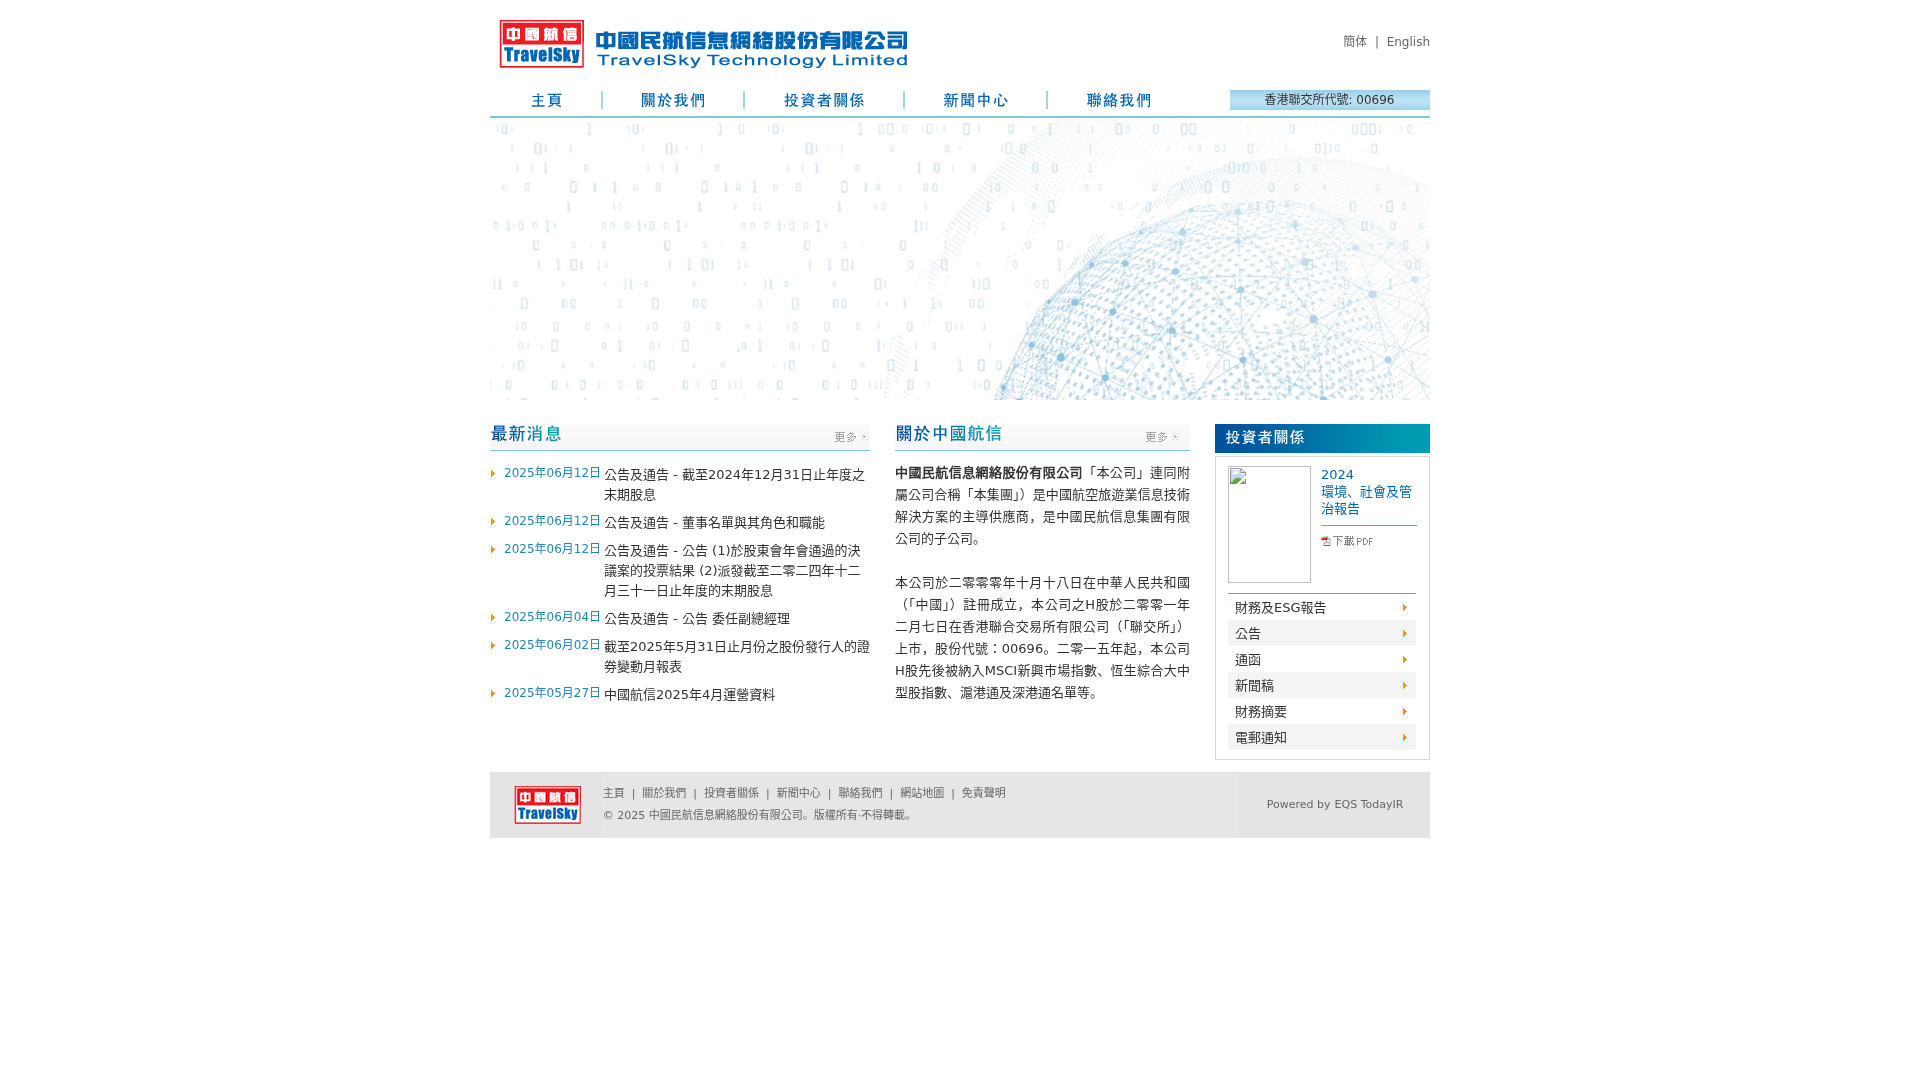 中國航信
TravelSky
中國民航信息網絡股份有限公司
TravelSky Technology Limited
簡体 | English
主頁
關於我們
投資者關係
新聞中心
聯絡我們
香港聯交所代號: 00696
最新消息
更多
2025年06月12日 公告及通告 - 截至2024年12月31日止年度之
末期股息
2025年06月12日 公告及通告 - 董事名單與其角色和職能
2025年06月12日 公告及通告 - 公告 (1)於股東會年會通過的決
議案的投票結果 (2)派發截至二零二四年十二
月三十一日止年度的末期股息
2025年06月04日 公告及通告 - 公告 委任副總經理
2025年06月02日 截至2025年5月31日止月份之股份發行人的證
券變動月報表
2025年05月27日 中國航信2025年4月運營資料
關於中國航信
更多
中國民航信息網絡股份有限公司「本公司」連同附
屬公司合稱「本集團」）是中國航空旅遊業信息技術
解決方案的主導供應商，是中國民航信息集團有限
公司的子公司。
本公司於二零零零年十月十八日在中華人民共和國
（「中國」）註冊成立，本公司之H股於二零零一年
二月七日在香港聯合交易所有限公司（「聯交所」）
上市，股份代號：00696。二零一五年起，本公司
H股先後被納入MSCI新興市場指數、恆生綜合大中
型股指數、滬港通及深港通名單等。
投資者關係
2024
環境、社會及管
治報告
下載PDF
財務及ESG報告
公告
通函
新聞稿
財務摘要
電郵通知
中國航信
TravelSky
主頁 | 關於我們 | 投資者關係 | 新聞中心 | 聯絡我們 | 網站地圖 | 免責聲明
© 2025 中國民航信息網絡股份有限公司。版權所有·不得轉載。
Powered by EQS TodayIR